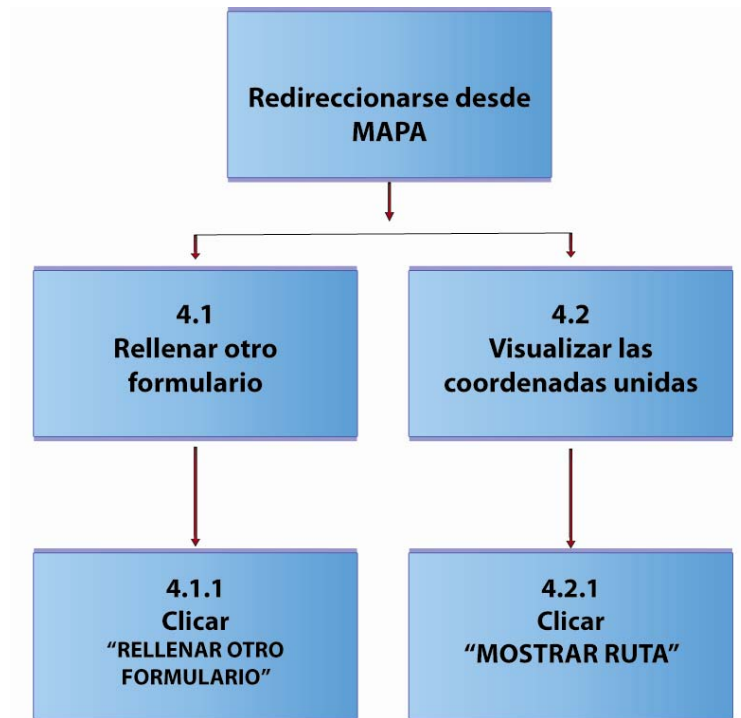 Redireccionarse desde
MAPA
4.1
Rellenar otro
formulario
4.2
Visualizar las
coordenadas unidas
4.1.1
Clicar
“RELLENAR OTRO
FORMULARIO”
4.2.1
Clicar
“MOSTRAR RUTA”